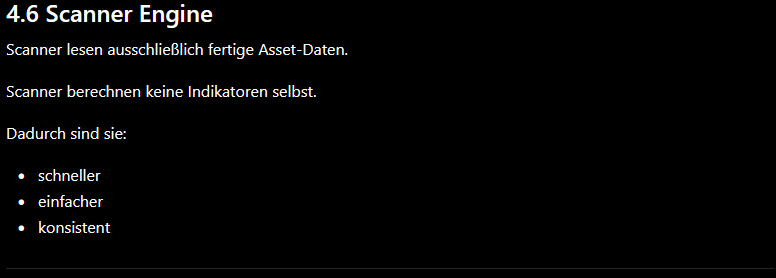 4.6 Scanner Engine
Scanner lesen ausschließlich fertige Asset-Daten.
Scanner berechnen keine Indikatoren selbst.
Dadurch sind sie:
• schneller
• einfacher
• konsistent